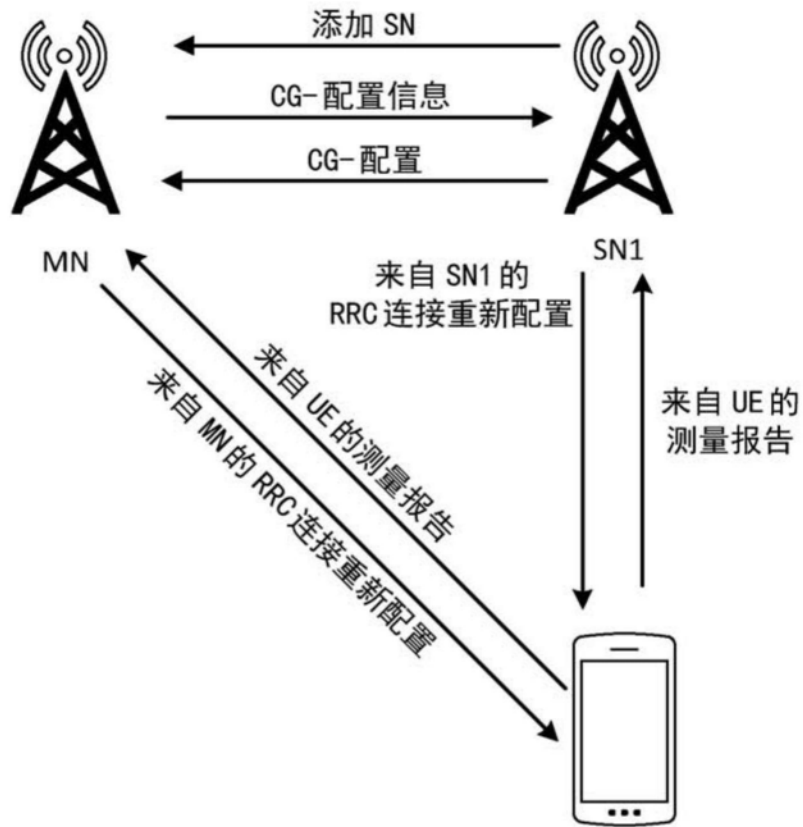 添加 SN
CG-配置信息
CG-配置
MN
SN1
来自 SN1 的
RRC 连接重新配置
来自 UE 的
测量报告
来自 UE 的测量报告
来自 MN 的 RRC 连接重新配置